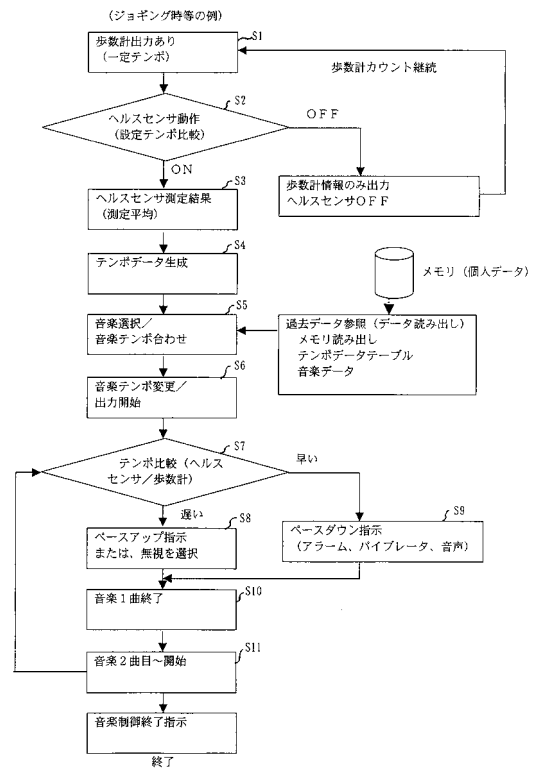 (ジョギング時等の例)
S1
歩数計出力あり
(一定テンポ)
歩数計カウント継続
S2
ヘルスセンサ動作
(設定テンポ比較)
OFF
ON
歩数計情報のみ出力
ヘルスセンサOFF
S3
ヘルスセンサ測定結果
(測定平均)
S4
テンポデータ生成
メモリ(個人データ)
S5
音楽選択/
音楽テンポ合わせ
過去データ参照(データ読み出し)
メモリ読み出し
テンポデータテーブル
音楽データ
S6
音楽テンポ変更/
出力開始
S7
テンポ比較(ヘルス
センサ/歩数計)
早い
遅い
S8
ペースアップ指示
または、無視を選択
S9
ペースダウン指示
(アラーム、バイブレータ、音声)
S10
音楽1曲終了
S11
音楽2曲目~開始
音楽制御終了指示
終了